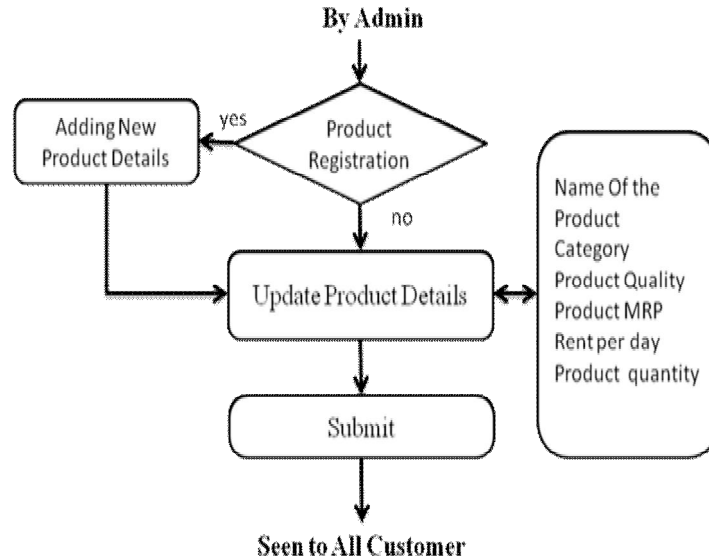 By Admin
yes
Adding New
Product Details
Product
Registration
no
Update Product Details
Name Of the
Product
Category
Product Quality
Product MRP
Rent per day
Product quantity
Submit
Seen to All Customer